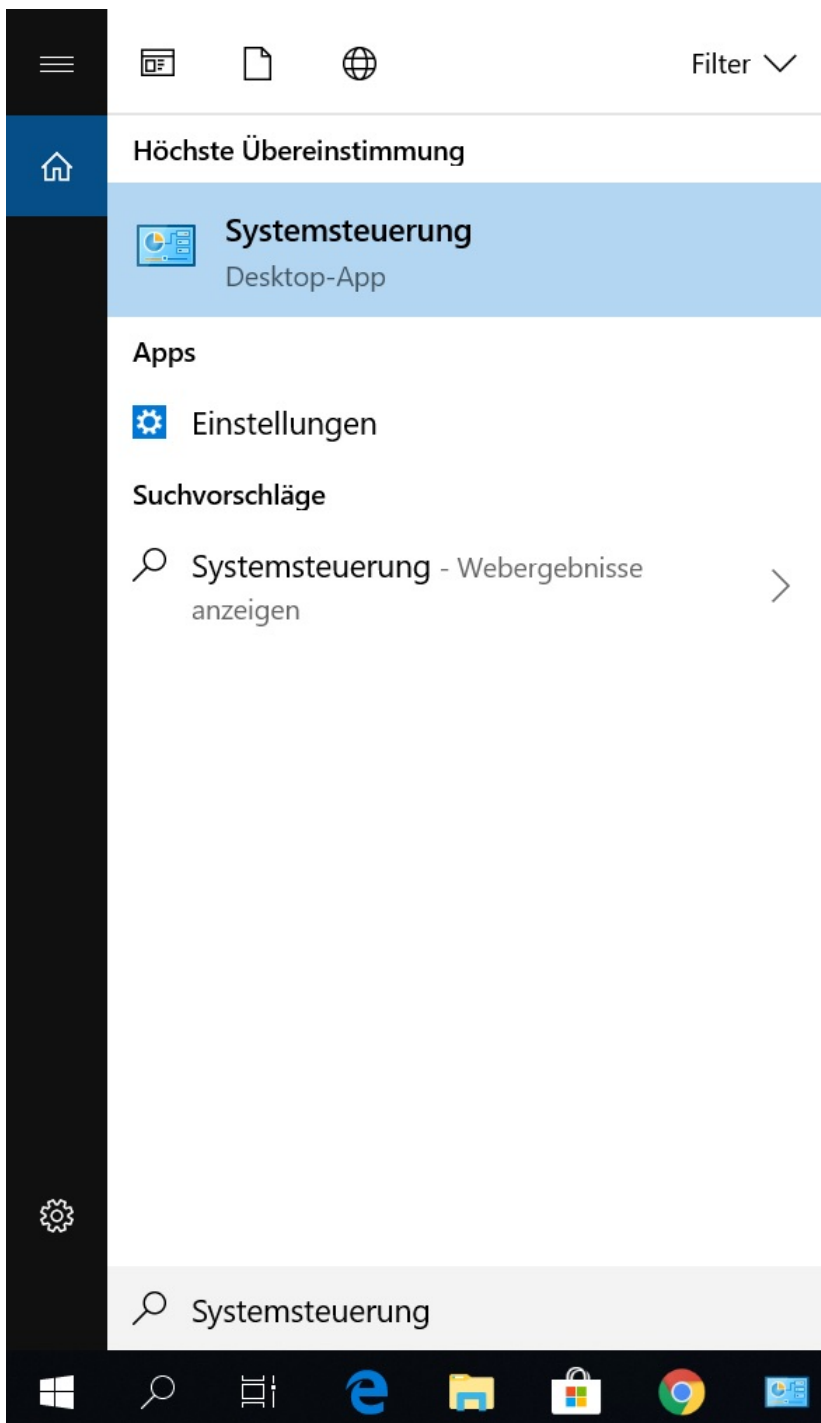 Filter
Höchste Übereinstimmung
Systemsteuerung
Desktop-App
Apps
Einstellungen
Suchvorschläge
Systemsteuerung - Webergebnisse
anzeigen
Systemsteuerung